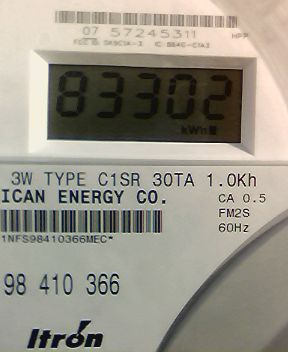 07 57245311 HPP
83302
kWh
3W TYPE C1SR 30TA 1.0Kh
ICAN ENERGY CO. CA 0.5
FM2S
60Hz
1NFS98410366MEC*
98 410 366
Itron